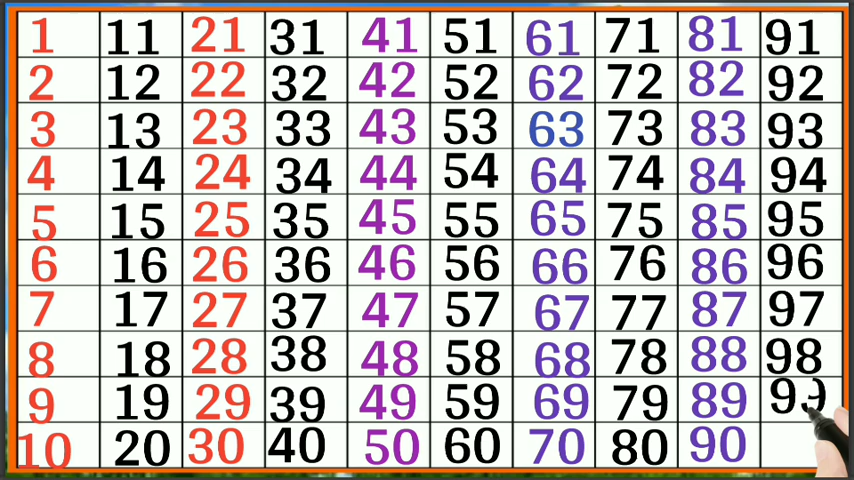 1 11 21 31 41 51 61 71 81 91
2 12 22 32 42 52 62 72 82 92
3 13 23 33 43 53 63 73 83 93
4 14 24 34 44 54 64 74 84 94
5 15 25 35 45 55 65 75 85 95
6 16 26 36 46 56 66 76 86 96
7 17 27 37 47 57 67 77 87 97
8 18 28 38 48 58 68 78 88 98
9 19 29 39 49 59 69 79 89 99
10 20 30 40 50 60 70 80 90